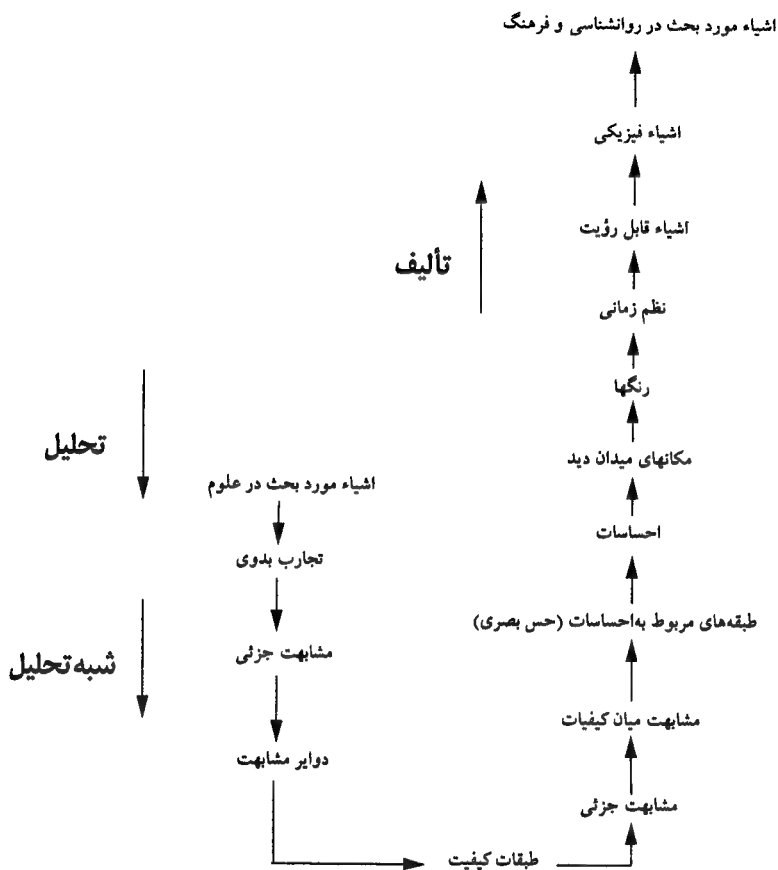 اشیاء مورد بحث در روانشناسی و فرهنگ
اشیاء فیزیکی
اشیاء قابل رؤیت
تألیف
نظم زمانی
رنگها
تحلیل
مکانهای میدان دید
اشیاء مورد بحث در علوم
احساسات
تجارب بدوی
طبقه‌های مربوط به‌احساسات (حس بصری)
مشابهت جزئی
شبه‌تحلیل
مشابهت میان کیفیات
دوایر مشابهت
مشابهت جزئی
طبقات کیفیت